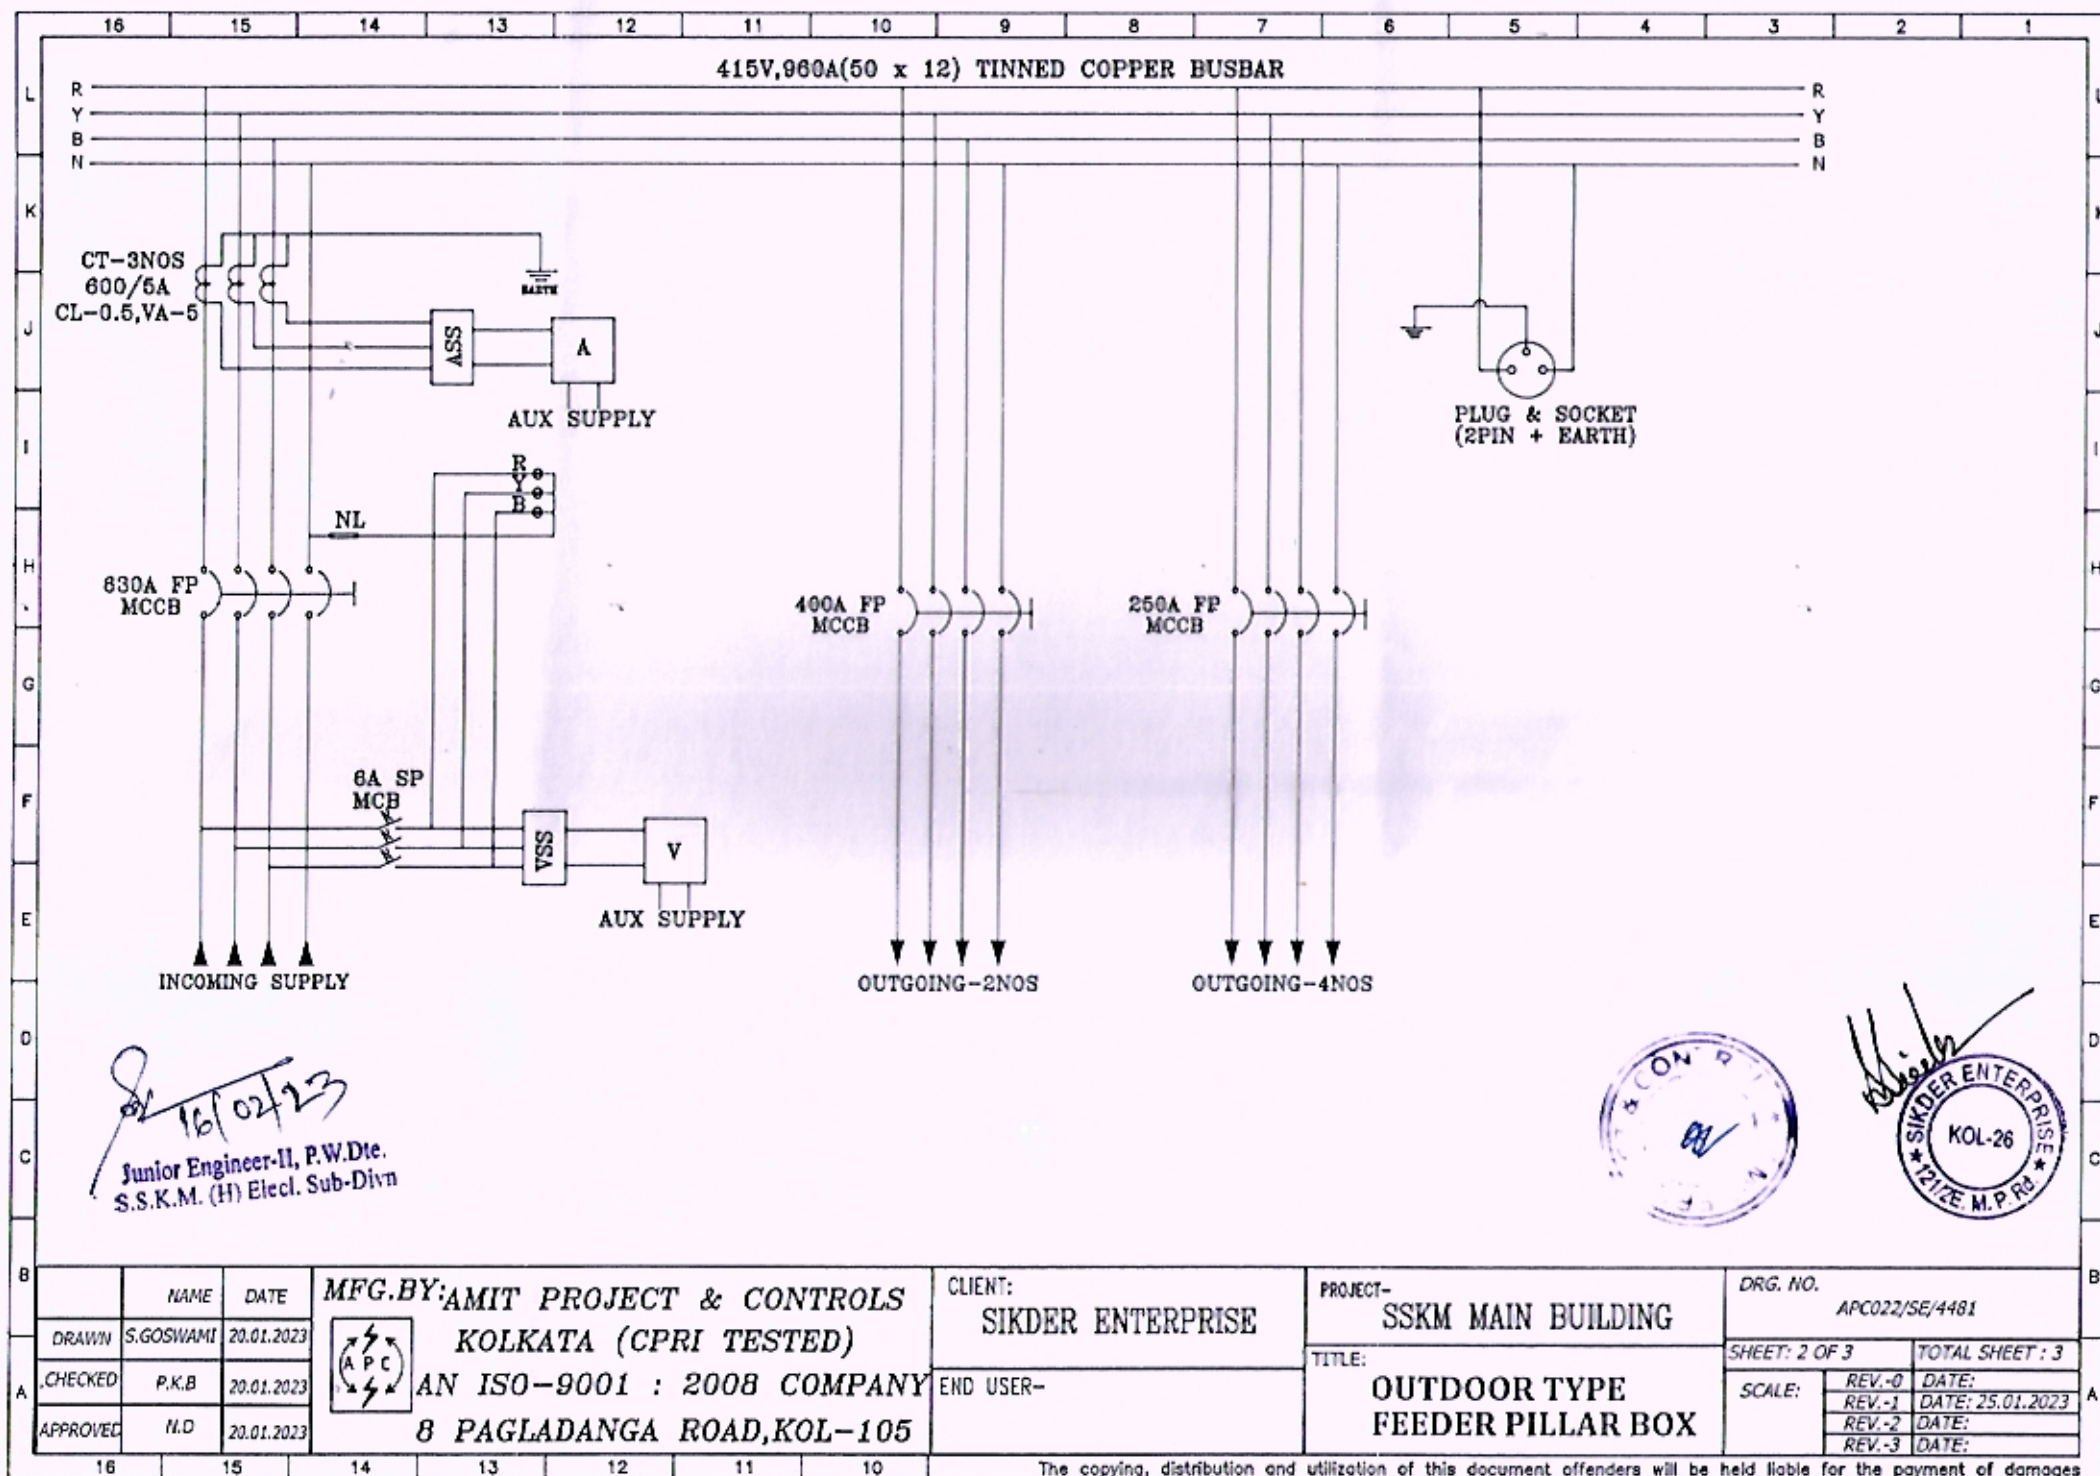 16 15 14 13 12 11 10 9 8 7 6 5 4 3 2 1
415V,960A(50 x 12) TINNED COPPER BUSBAR
L
R R
Y Y
B B
N N
K
CT-3NOS
600/5A
CL-0.5,VA-5
EARTH
J J
ASS
A
AUX SUPPLY
PLUG & SOCKET
(2PIN + EARTH)
I I
R
Y
B
NL
H H
630A FP
MCCB
400A FP
MCCB
250A FP
MCCB
G G
6A SP
MCB
F F
VSS
V
E E
AUX SUPPLY
INCOMING SUPPLY
OUTGOING-2NOS
OUTGOING-4NOS
D D
16/02/23
Junior Engineer-II, P.W.Dte.
S.S.K.M. (H) Elecl. Sub-Divn
& CON
SIKDER ENTERPRISE
KOL-26
121/2E. M.P. Rd.
C C
B B
NAME DATE
DRAWN S.GOSWAMI 20.01.2023
CHECKED P.K.B 20.01.2023
APPROVED N.D 20.01.2023
MFG.BY: AMIT PROJECT & CONTROLS
KOLKATA (CPRI TESTED)
APC
AN ISO-9001 : 2008 COMPANY
8 PAGLADANGA ROAD,KOL-105
CLIENT:
SIKDER ENTERPRISE
END USER-
PROJECT-
SSKM MAIN BUILDING
TITLE:
OUTDOOR TYPE
FEEDER PILLAR BOX
DRG. NO.
APC022/SE/4481
SHEET: 2 OF 3 TOTAL SHEET : 3
SCALE:
REV.-0 DATE:
REV.-1 DATE: 25.01.2023
REV.-2 DATE:
REV.-3 DATE:
A A
16 15 14 13 12 11 10
The copying, distribution and utilization of this document offenders will be held liable for the payment of damages